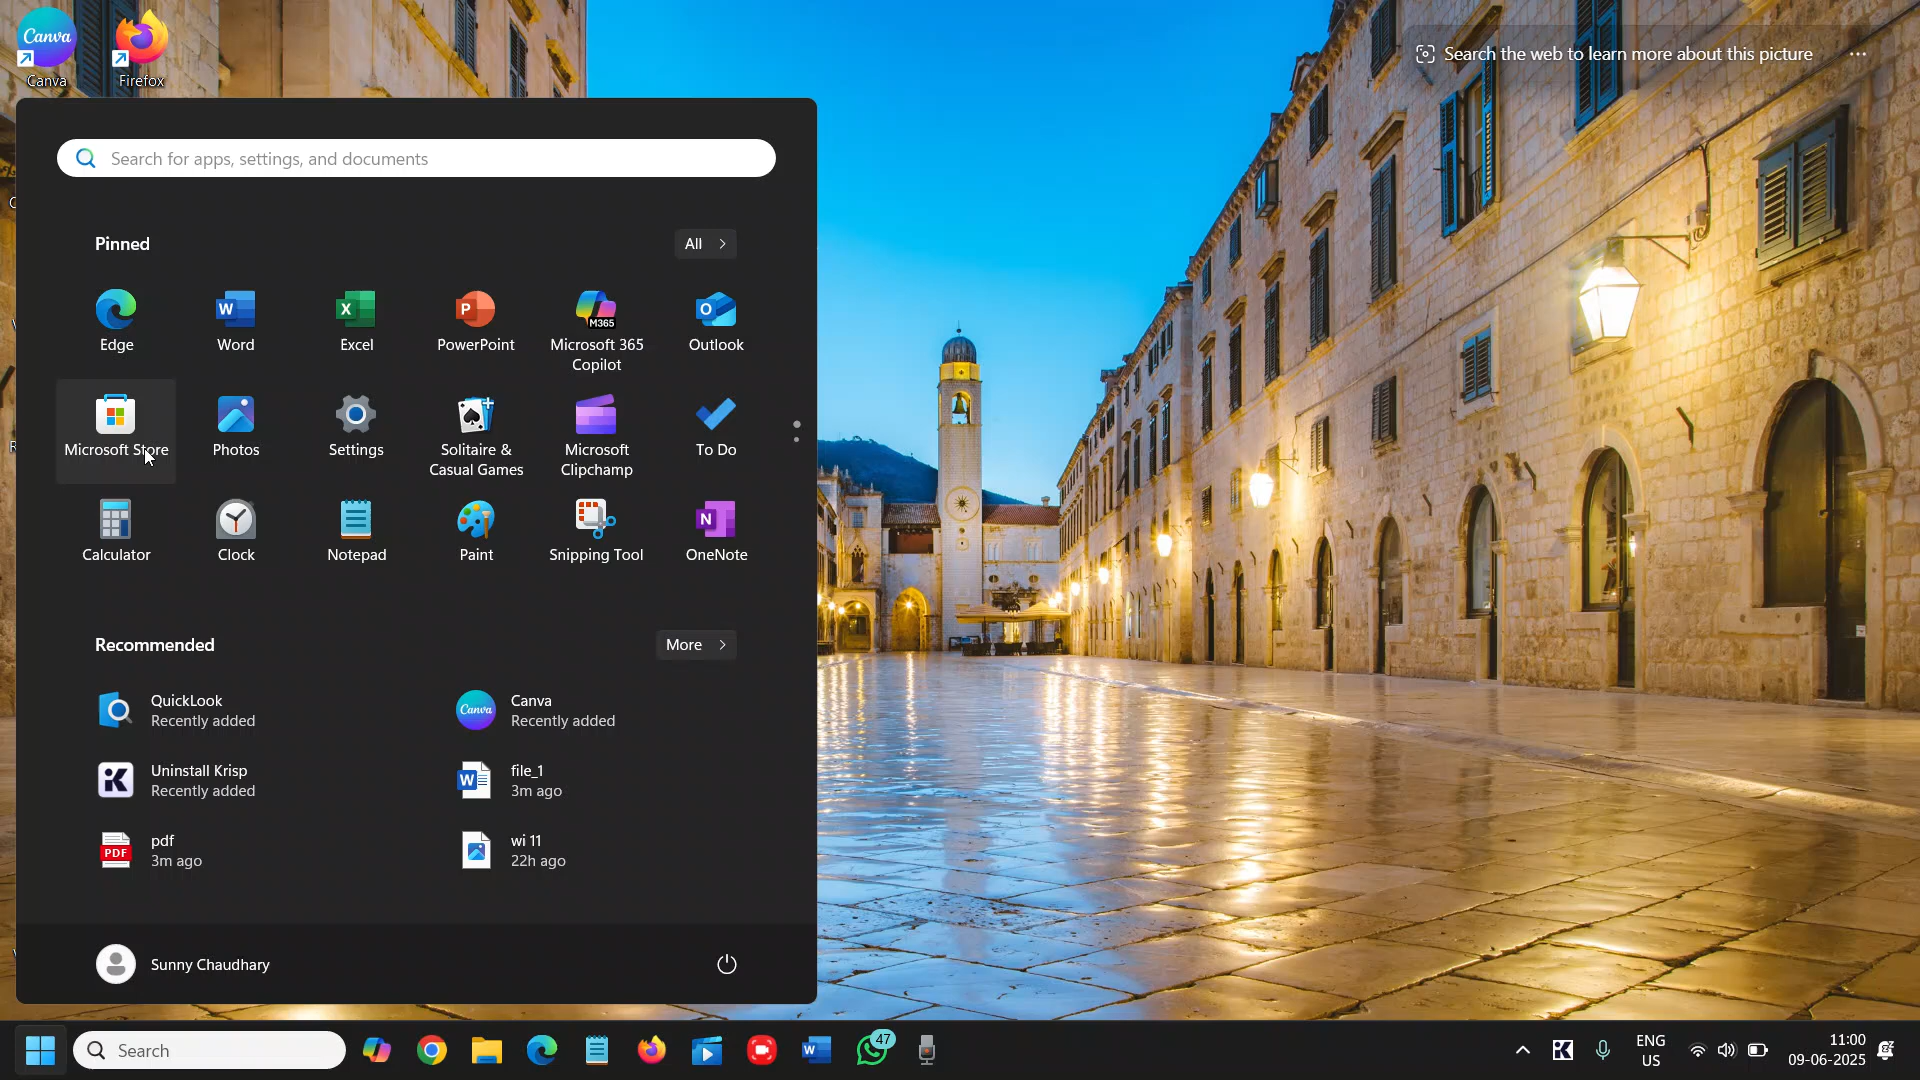 Canva
Canva
Firefox
Search the web to learn more about this picture
Search for apps, settings, and documents
Pinned
All
Edge
W
Word
X
Excel
P
PowerPoint
M365
Microsoft 365
Copilot
O
Outlook
Microsoft Store
Photos
Settings
Solitaire &
Casual Games
Microsoft
Clipchamp
To Do
Calculator
Clock
Notepad
Paint
Snipping Tool
N
OneNote
Recommended
More
QuickLook
Recently added
Canva
Canva
Recently added
K
Uninstall Krisp
Recently added
W
file_1
3m ago
PDF
pdf
3m ago
wi 11
22h ago
Sunny Chaudhary
Search
W
47
K
ENG
US
11:00
09-06-2025